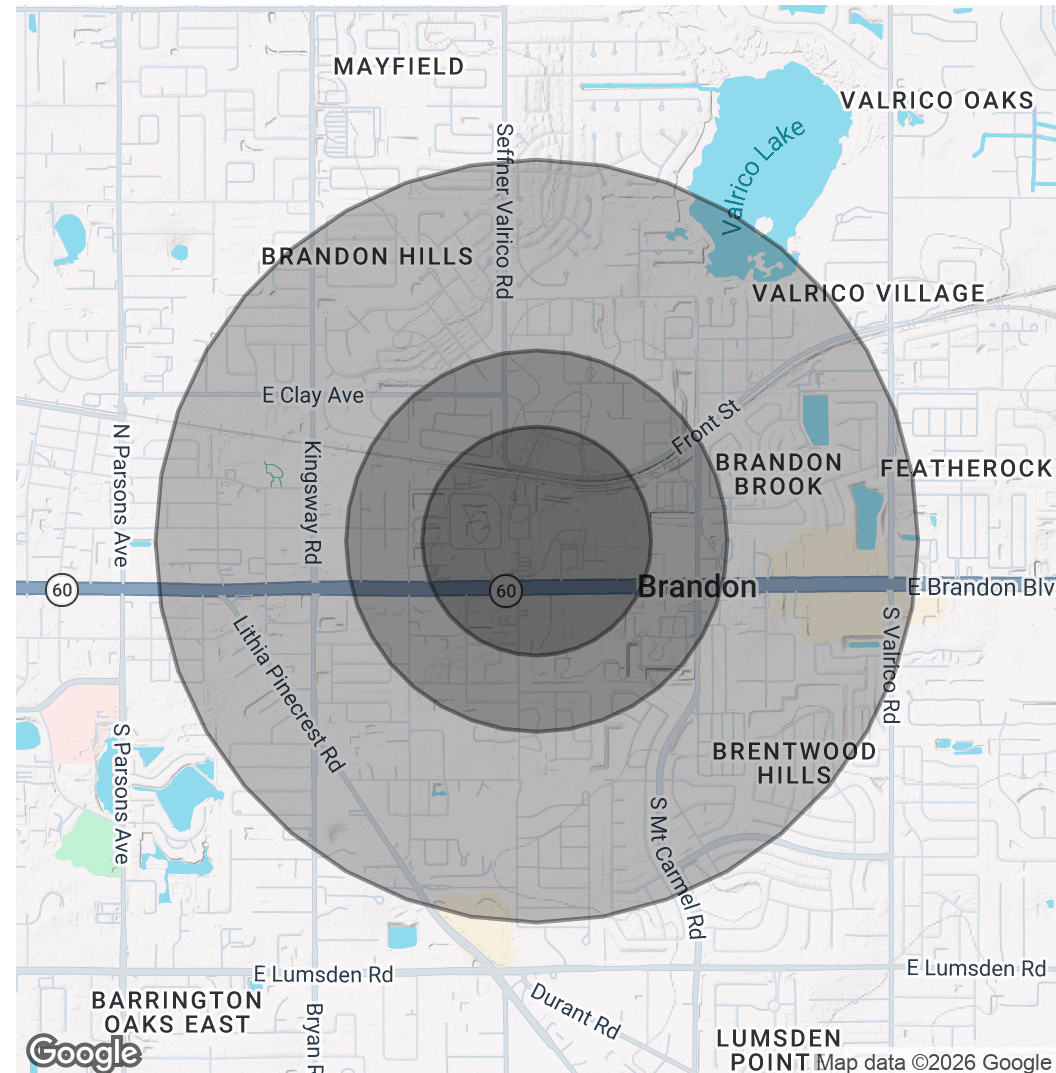 MAYFIELD
VALRICO OAKS
Seffner Valrico Rd
Valrico Lake
BRANDON HILLS
VALRICO VILLAGE
E Clay Ave
Front St
N Parsons Ave
Kingsway Rd
BRANDON
BROOK
FEATHEROCK
60
60
Brandon
E Brandon Blv
Lithia Pinecrest Rd
S Valrico Rd
S Parsons Ave
BRENTWOOD
HILLS
S Mt Carmel Rd
E Lumsden Rd
E Lumsden Rd
BARRINGTON
OAKS EAST
Bryan R
Durant Rd
LUMSDEN
POINTE
Google
Map data ©2026 Google